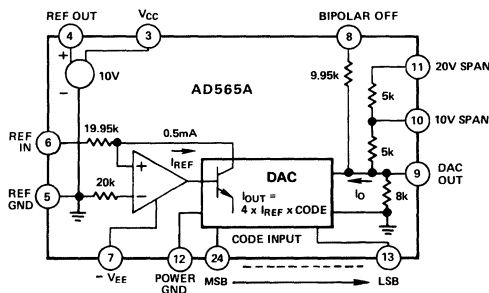 REF OUT
VCC
BIPOLAR OFF
4
3
8
+
−
10V
AD565A
9.95k
11
20V SPAN
5k
10
10V SPAN
5k
REF IN
6
19.95k
0.5mA
IREF
+
−
DAC
IOUT =
4 x IREF x CODE
IO
9
DAC OUT
8k
REF GND
5
20k
CODE INPUT
7
− VEE
12
POWER GND
24
MSB
13
LSB